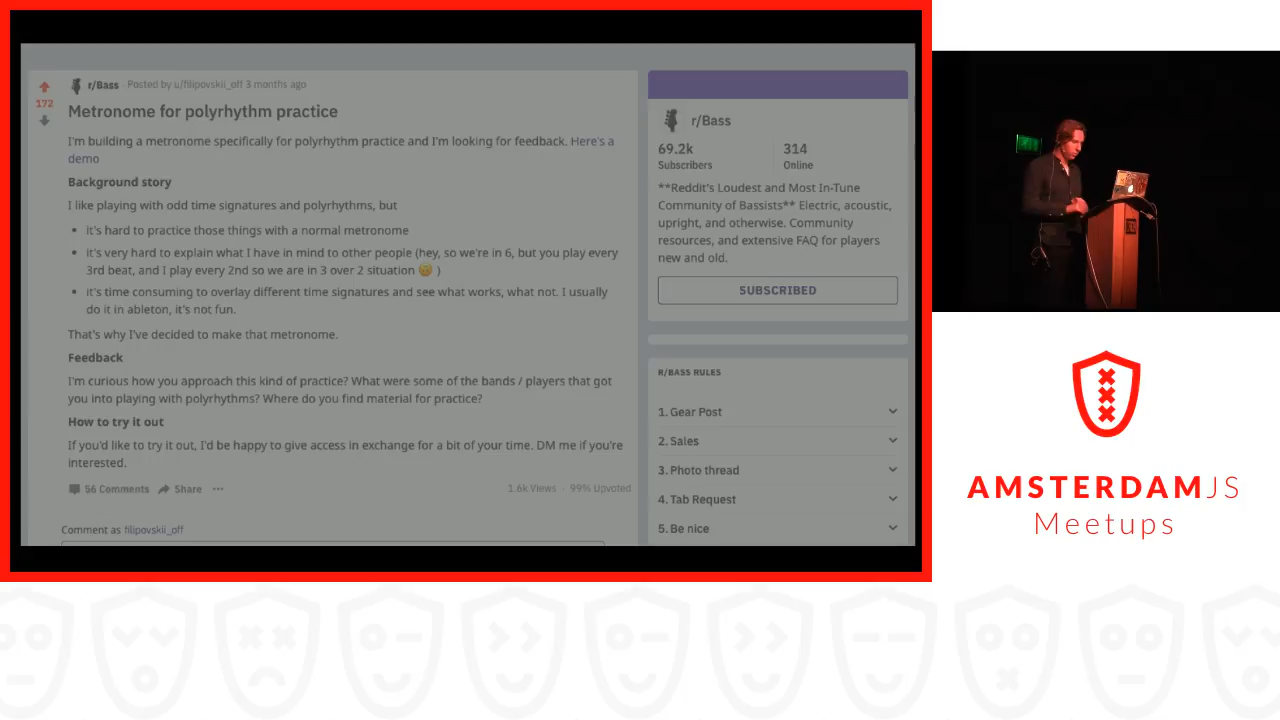 r/Bass Posted by u/filipovskii_off 3 months ago
172
Metronome for polyrhythm practice
I'm building a metronome specifically for polyrhythm practice and I'm looking for feedback. Here's a
demo
Background story
I like playing with odd time signatures and polyrhythms, but
• it's hard to practice those things with a normal metronome
• it's very hard to explain what I have in mind to other people (hey, so we're in 6, but you play every
3rd beat, and I play every 2nd so we are in 3 over 2 situation 😕 )
• it's time consuming to overlay different time signatures and see what works, what not. I usually
do it in ableton, it's not fun.
That's why I've decided to make that metronome.
Feedback
I'm curious how you approach this kind of practice? What were some of the bands / players that got
you into playing with polyrhythms? Where do you find material for practice?
How to try it out
If you'd like to try it out, I'd be happy to give access in exchange for a bit of your time. DM me if you're
interested.
56 Comments Share ···
1.6k Views · 99% Upvoted
Comment as filipovskii_off
r/Bass
69.2k 314
Subscribers Online
**Reddit's Loudest and Most In-Tune
Community of Bassists** Electric, acoustic,
upright, and otherwise. Community
resources, and extensive FAQ for players
new and old.
SUBSCRIBED
R/BASS RULES
1. Gear Post
2. Sales
3. Photo thread
4. Tab Request
5. Be nice
AMSTERDAMJS
Meetups